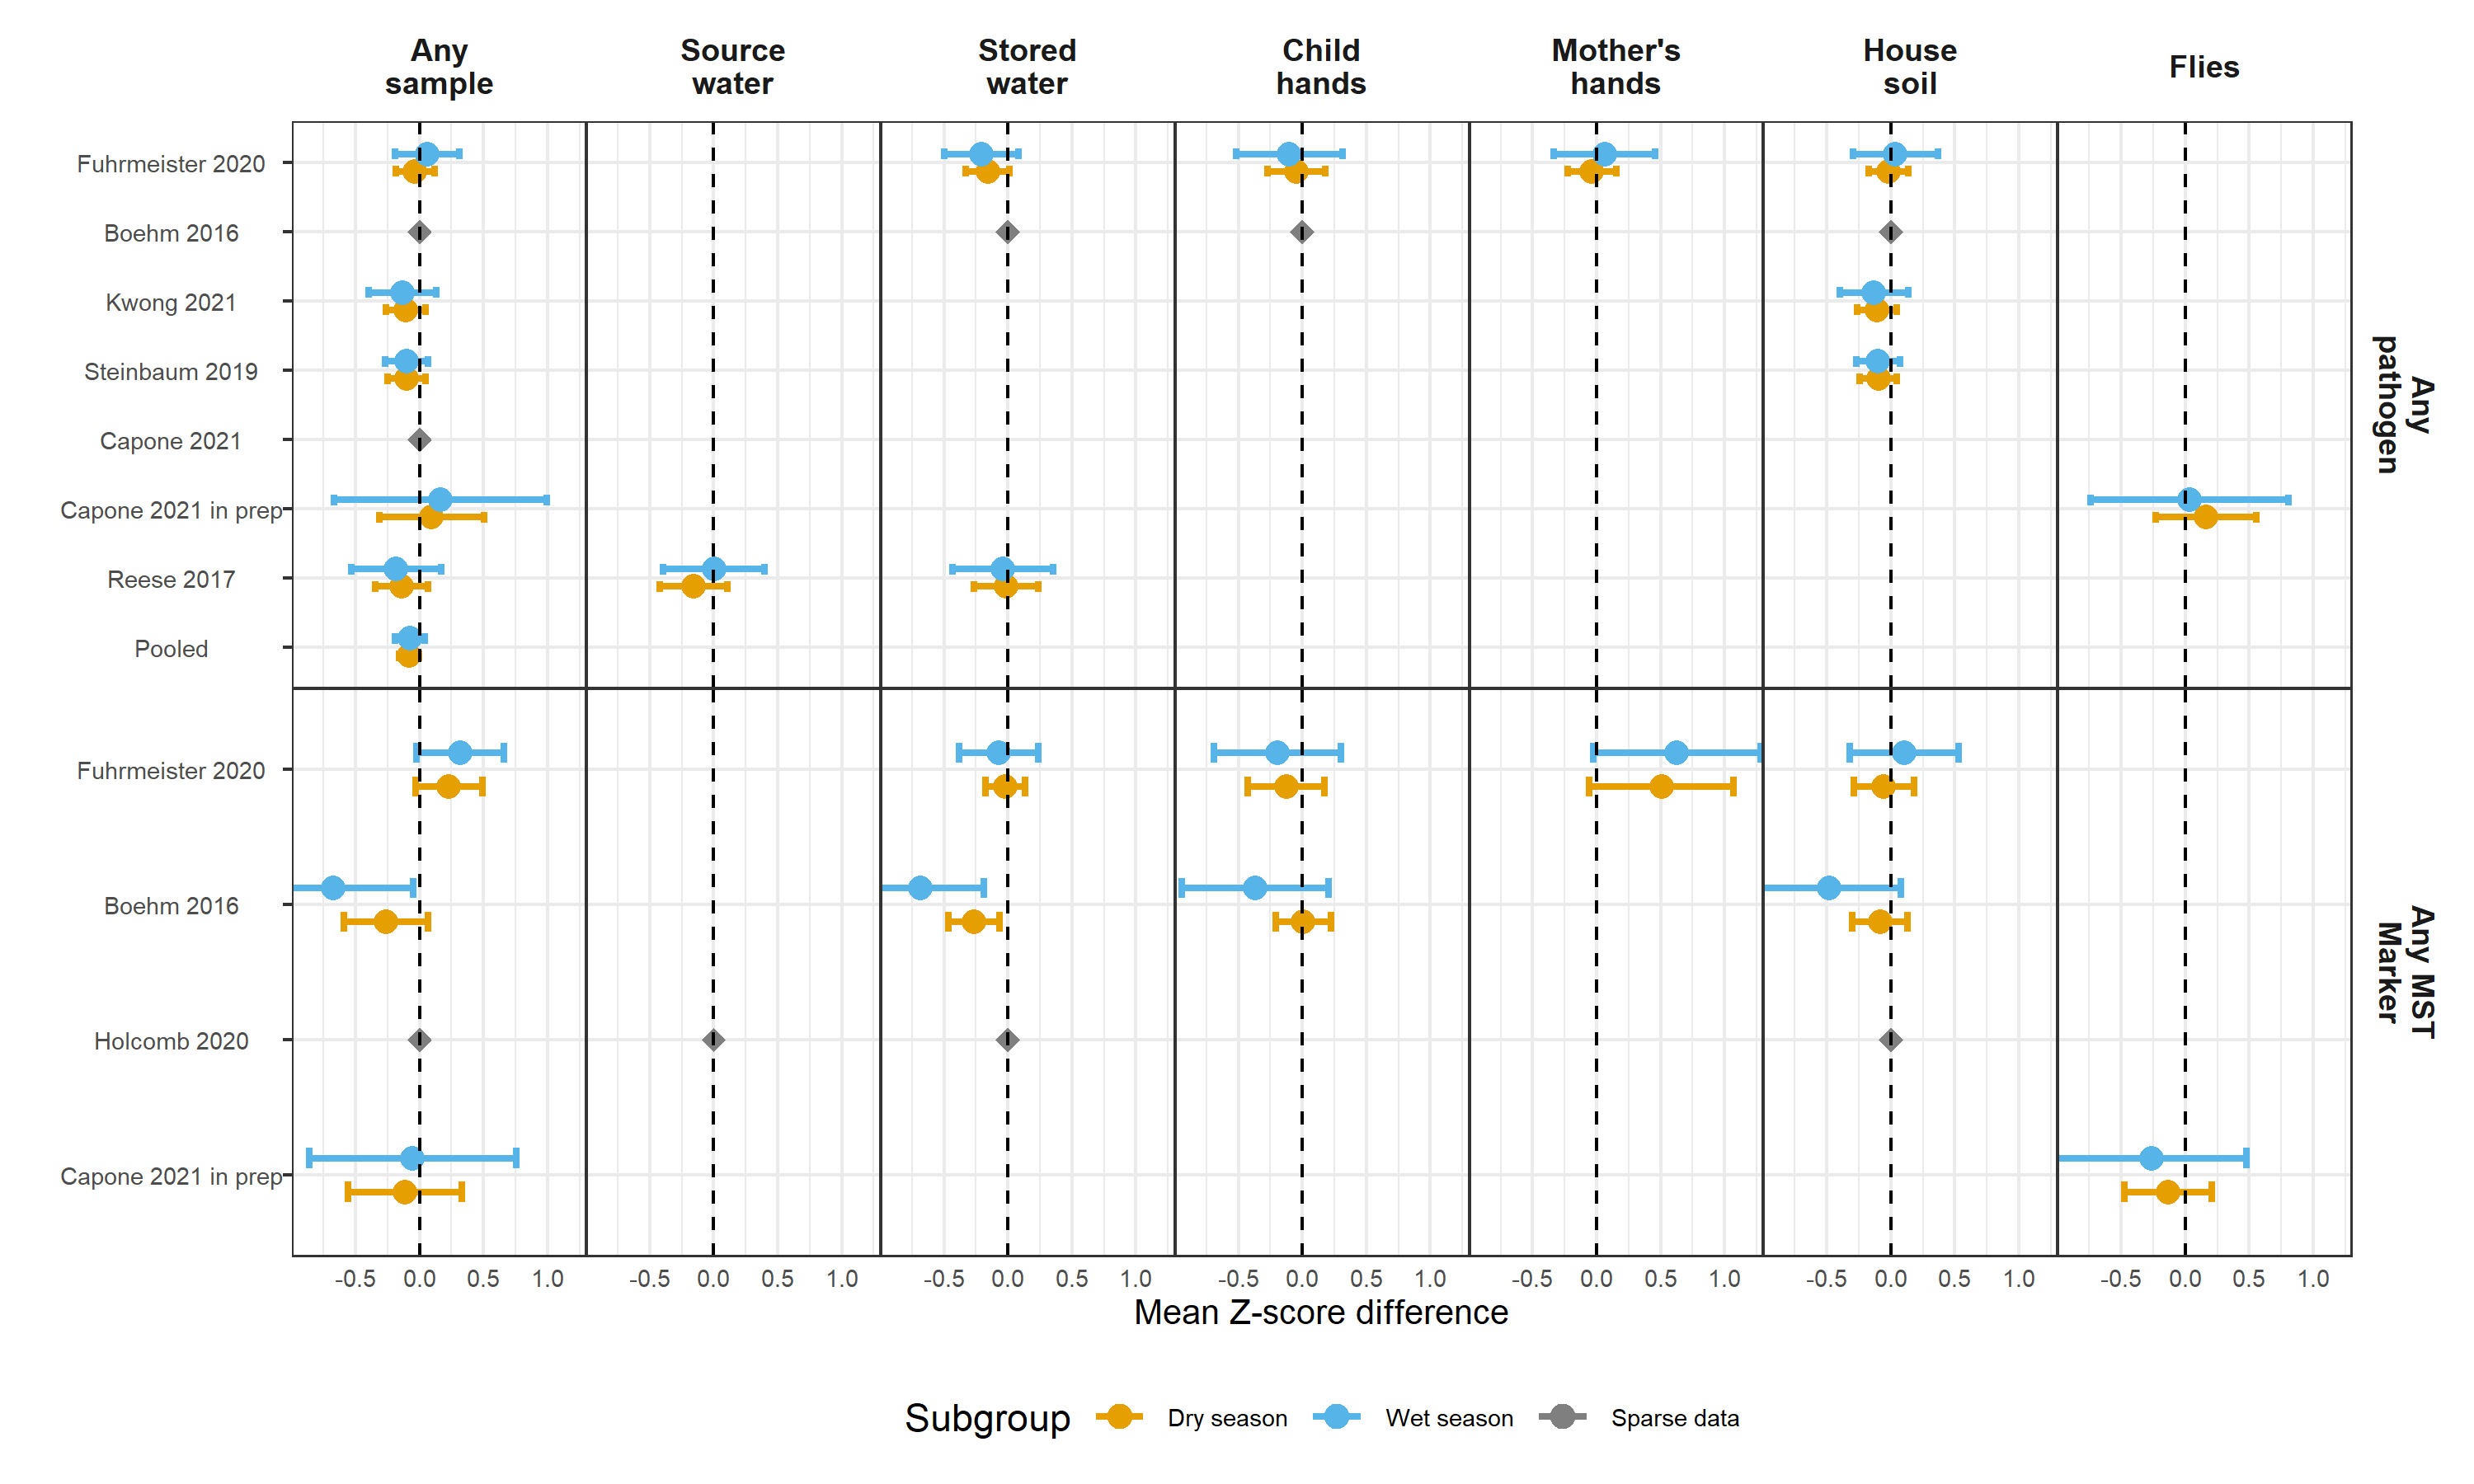 Any
sample
Source
water
Stored
water
Child
hands
Mother's
hands
House
soil
Flies
Fuhrmeister 2020
Boehm 2016
Kwong 2021
Steinbaum 2019
Capone 2021
Capone 2021 in prep
Reese 2017
Pooled
Any
pathogen
Fuhrmeister 2020
Boehm 2016
Holcomb 2020
Capone 2021 in prep
Any MST
Marker
-0.5 0.0 0.5 1.0 -0.5 0.0 0.5 1.0 -0.5 0.0 0.5 1.0 -0.5 0.0 0.5 1.0 -0.5 0.0 0.5 1.0 -0.5 0.0 0.5 1.0 -0.5 0.0 0.5 1.0
Mean Z-score difference
Subgroup Dry season Wet season Sparse data